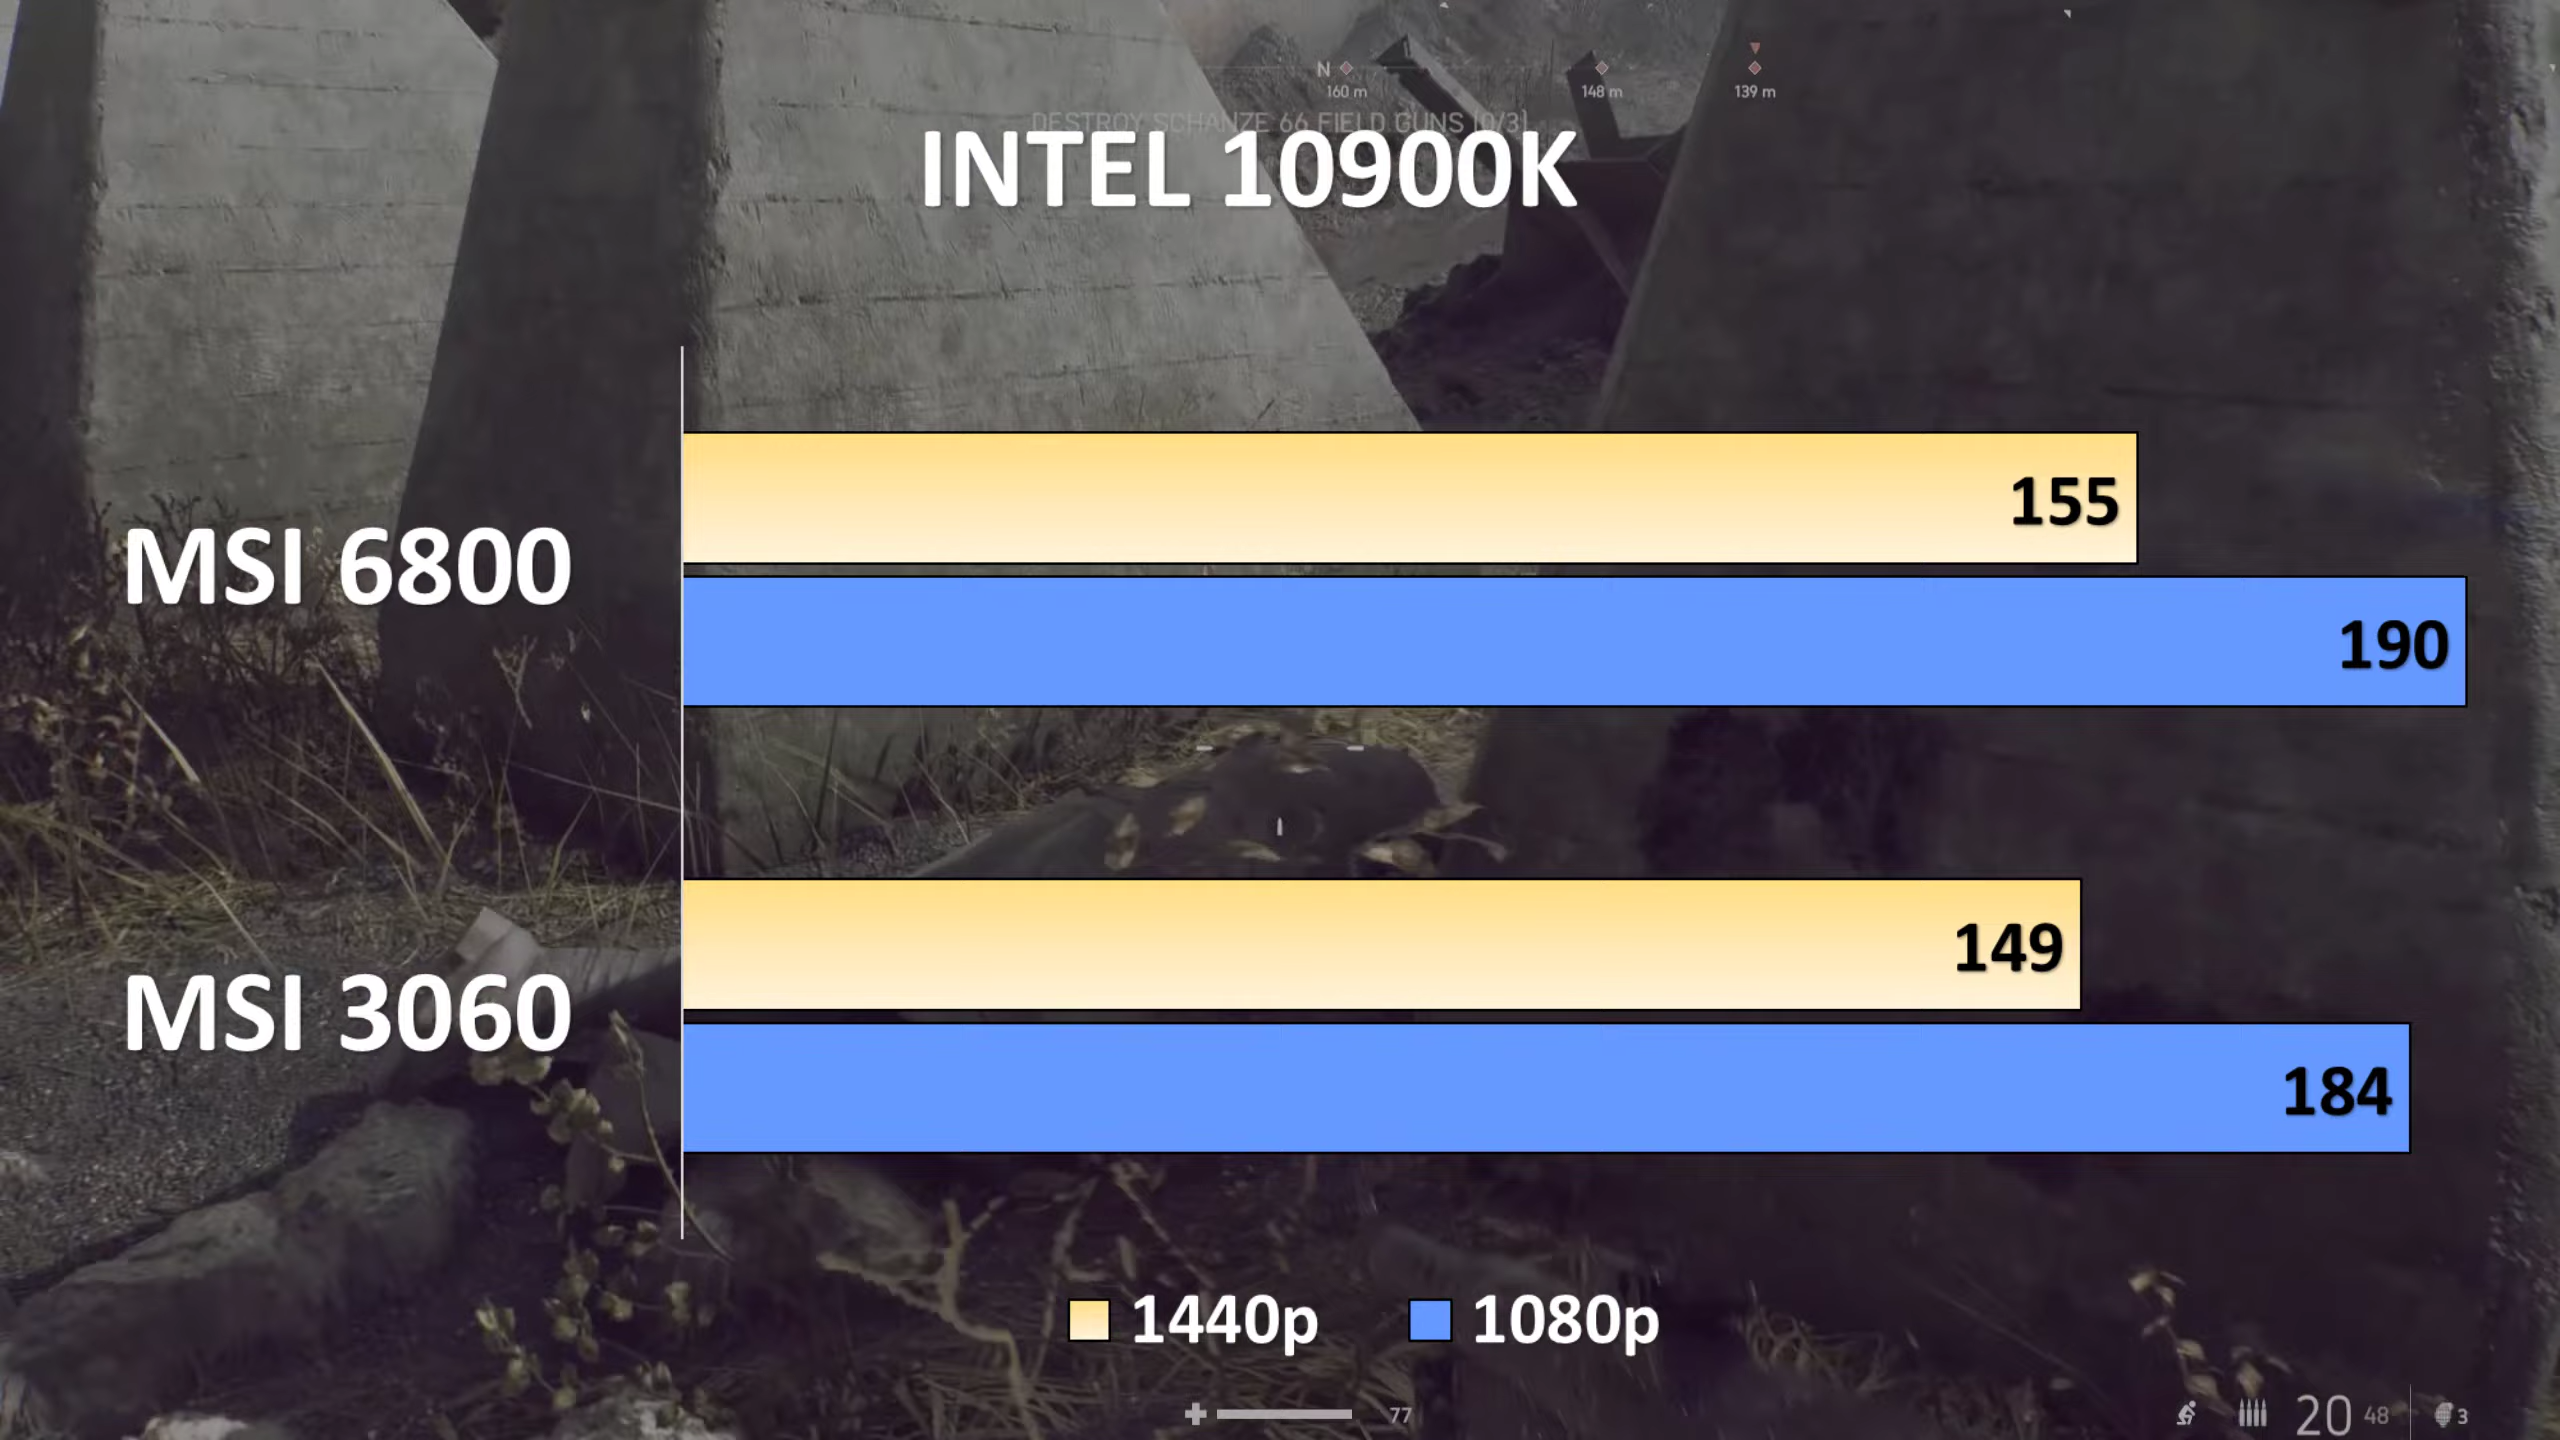 N
160 m
148 m
139 m
DESTROY SCHANZE 66 FIELD GUNS [0/3]
INTEL 10900K
MSI 6800
155
190
MSI 3060
149
184
1440p
1080p
77
20 48
3